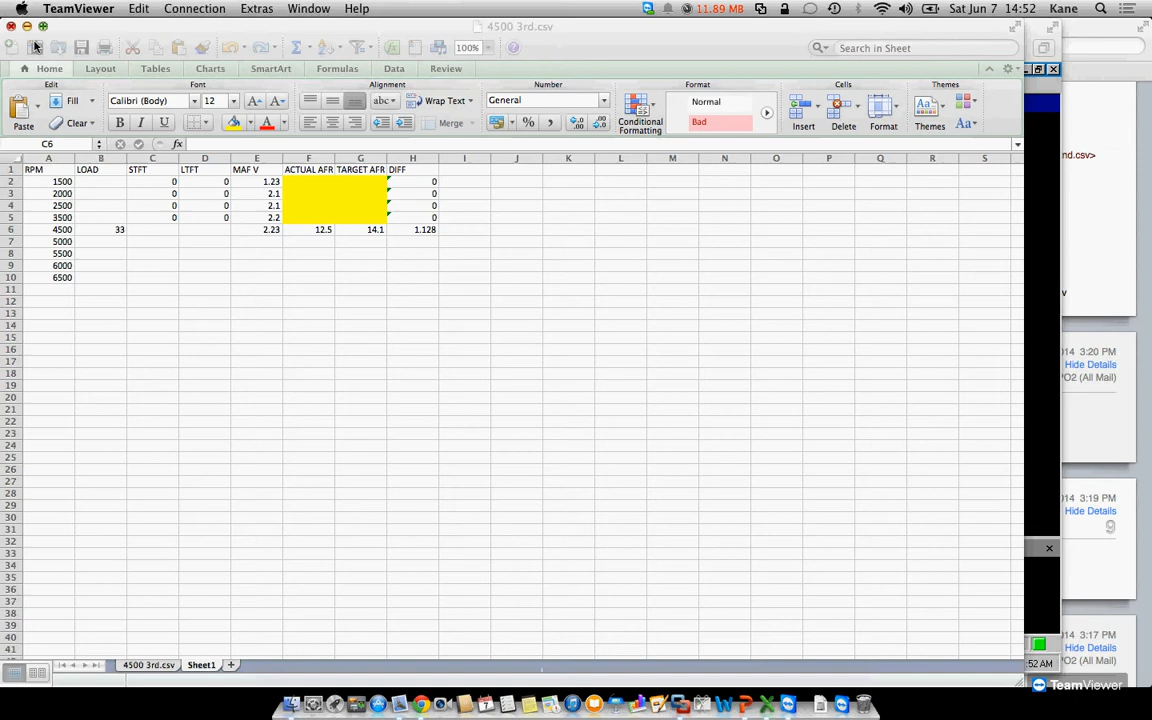 TeamViewer Edit Connection Extras Window Help 11.89 MB Sat Jun 7 14:52 Kane
4500 3rd.csv
100% Search in Sheet
Home Layout Tables Charts SmartArt Formulas Data Review
Edit Font Alignment Number Format Cells Themes
Fill Calibri (Body) 12 abc Wrap Text General Normal
Paste Clear B I U Merge % Conditional Formatting Bad Insert Delete Format Themes Aa
C6 fx
A B C D E F G H I J K L M N O P Q R S
1 RPM LOAD STFT LTFT MAF V ACTUAL AFR TARGET AFR DIFF
2 1500 0 0 1.23 0
3 2000 0 0 2.1 0
4 2500 0 0 2.1 0
5 3500 0 0 2.2 0
6 4500 33 2.23 12.5 14.1 1.128
7 5000
8 5500
9 6000
10 6500
11
12
13
14
15
16
17
18
19
20
21
22
23
24
25
26
27
28
29
30
31
32
33
34
35
36
37
38
39
40
41
4500 3rd.csv Sheet1
nd.csv>
v
014 3:20 PM
Hide Details
PO2 (All Mail)
014 3:19 PM
Hide Details
9
014 3:17 PM
Hide Details
PO2 (All Mail)
:52 AM
TeamViewer